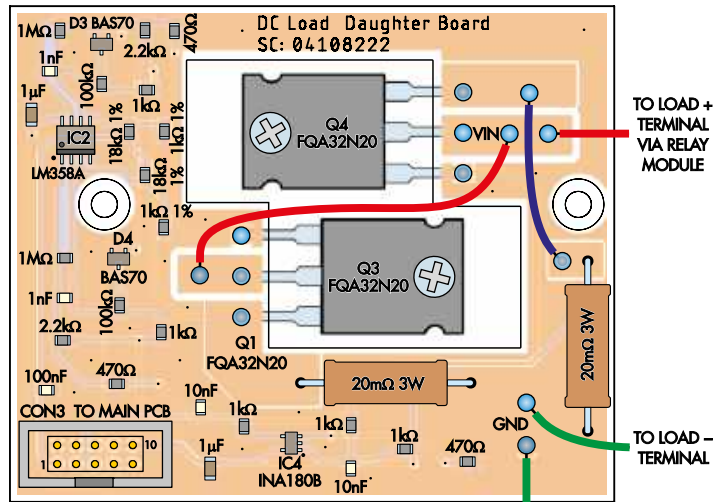 DC Load Daughter Board
SC: 04108222
D3 BAS70
1MΩ
2.2kΩ
470Ω
1nF
100kΩ
1kΩ
1µF
IC2
LM358A
18kΩ 1%
1kΩ 1%
18kΩ 1%
1kΩ 1%
Q4
FQA32N20
VIN
TO LOAD +
TERMINAL
VIA RELAY
MODULE
D4
BAS70
1MΩ
1nF
100kΩ
2.2kΩ
1kΩ
Q3
FQA32N20
Q1
FQA32N20
470Ω
100nF
10nF
20mΩ 3W
20mΩ 3W
CON3 TO MAIN PCB
10
1
1kΩ
1µF
IC4
INA180B
1kΩ
10nF
1kΩ
470Ω
GND
TO LOAD –
TERMINAL